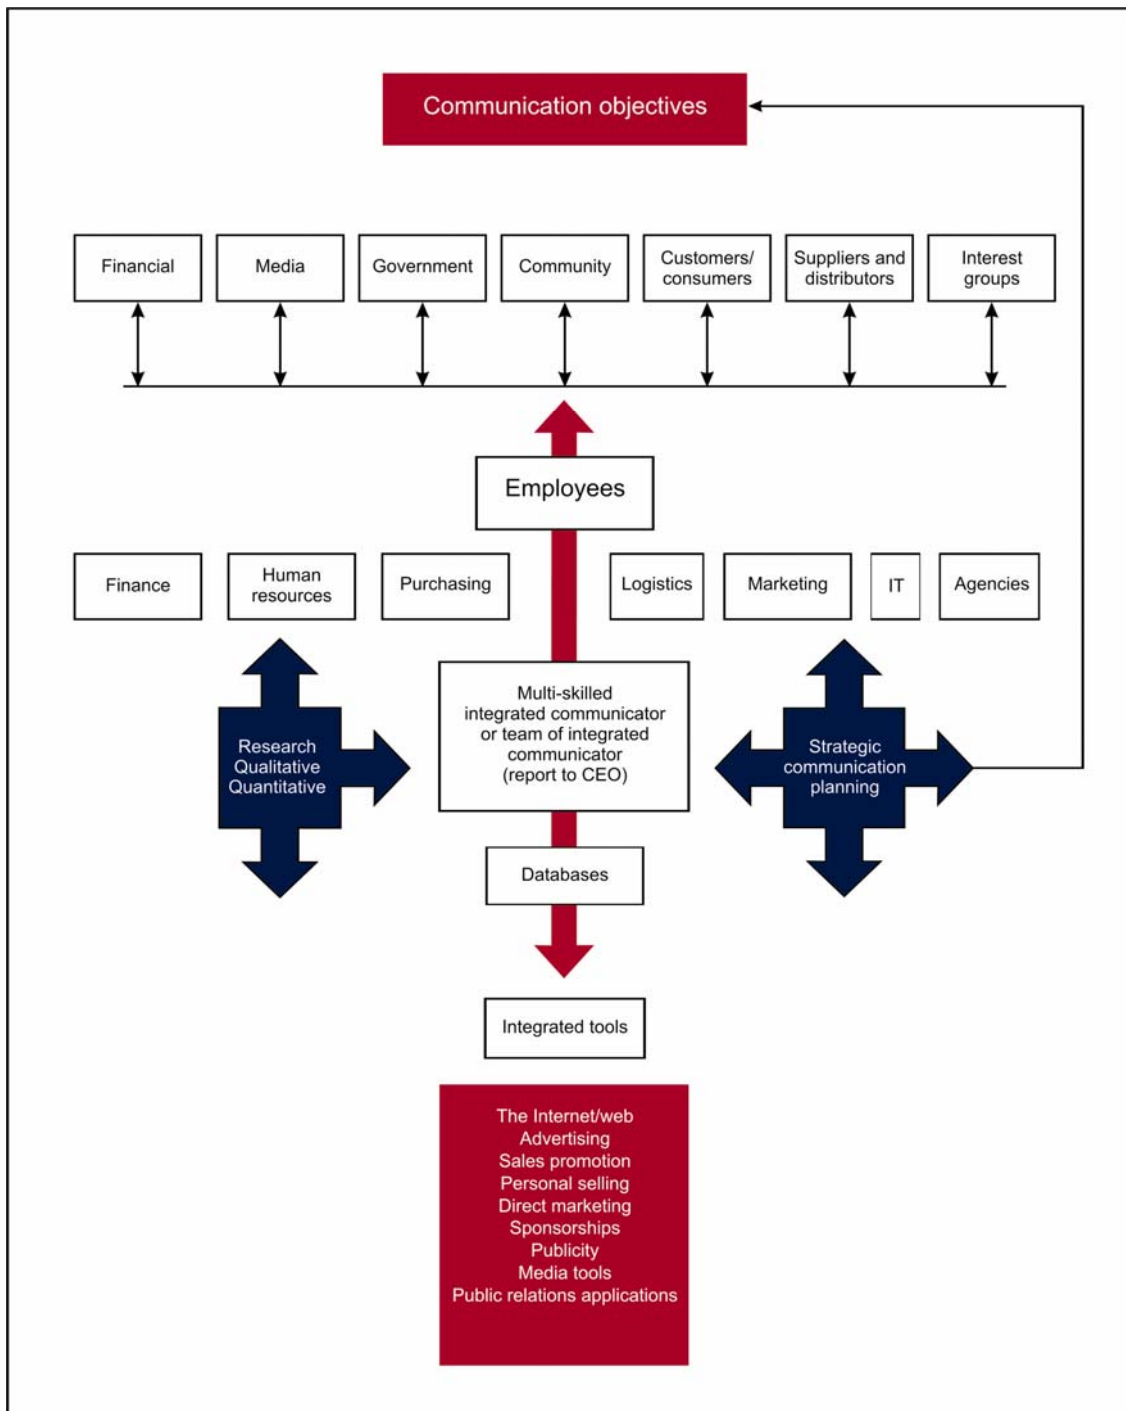 Communication objectives
Financial
Media
Government
Community
Customers/
consumers
Suppliers and
distributors
Interest
groups
Employees
Finance
Human
resources
Purchasing
Logistics
Marketing
IT
Agencies
Research
Qualitative
Quantitative
Multi-skilled
integrated communicator
or team of integrated
communicator
(report to CEO)
Strategic
communication
planning
Databases
Integrated tools
The Internet/web
Advertising
Sales promotion
Personal selling
Direct marketing
Sponsorships
Publicity
Media tools
Public relations applications